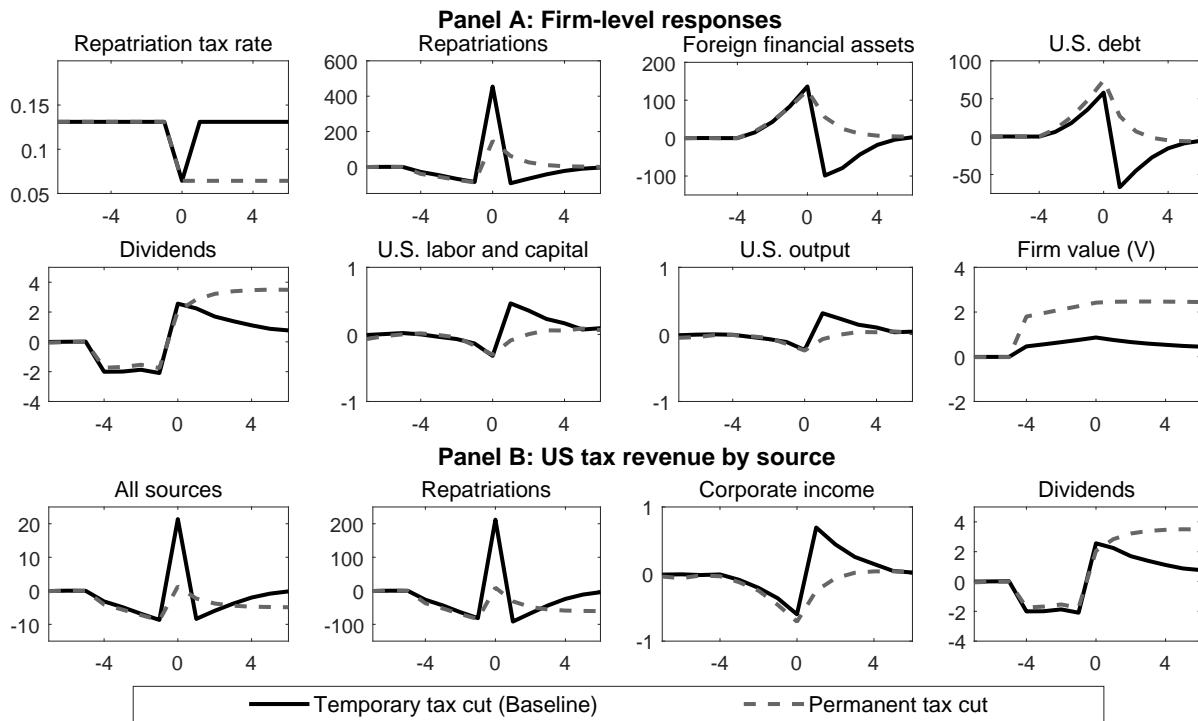 Panel A: Firm-level responses
Repatriation tax rate
0.15
0.1
0.05
-4 0 4
Repatriations
600
400
200
0
-4 0 4
Foreign financial assets
200
100
0
-100
-4 0 4
U.S. debt
100
50
0
-50
-4 0 4
Dividends
4
2
0
-2
-4
-4 0 4
U.S. labor and capital
1
0
-1
-4 0 4
U.S. output
1
0
-1
-4 0 4
Firm value (V)
4
2
0
-2
-4 0 4
Panel B: US tax revenue by source
All sources
20
10
0
-10
-4 0 4
Repatriations
200
100
0
-100
-4 0 4
Corporate income
1
0
-1
-4 0 4
Dividends
4
2
0
-2
-4
-4 0 4
Temporary tax cut (Baseline) Permanent tax cut